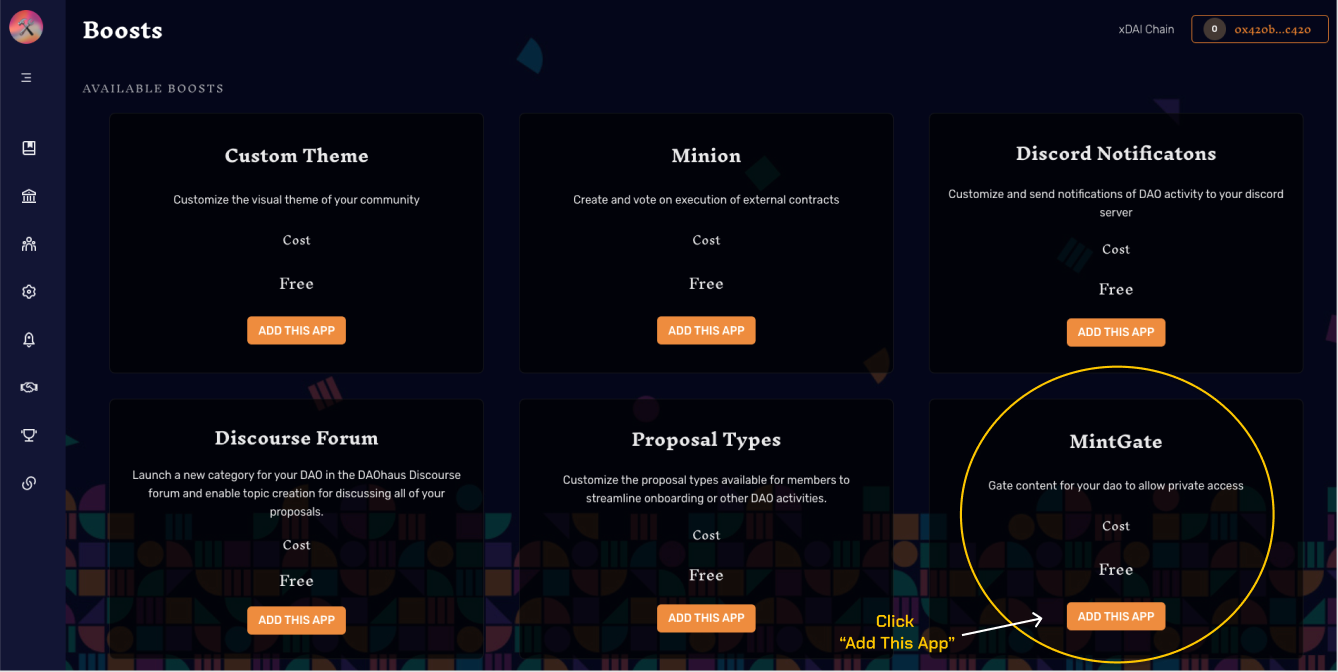 Boosts
xDAI Chain
0
0x420b...c420
AVAILABLE BOOSTS
Custom Theme
Customize the visual theme of your community
Cost
Free
ADD THIS APP
Minion
Create and vote on execution of external contracts
Cost
Free
ADD THIS APP
Discord Notificatons
Customize and send notifications of DAO activity to your discord
server
Cost
Free
ADD THIS APP
Discourse Forum
Launch a new category for your DAO in the DAOhaus Discourse
forum and enable topic creation for discussing all of your
proposals.
Cost
Free
ADD THIS APP
Proposal Types
Customize the proposal types available for members to
streamline onboarding or other DAO activities.
Cost
Free
ADD THIS APP
MintGate
Gate content for your dao to allow private access
Cost
Free
ADD THIS APP
Click
“Add This App”